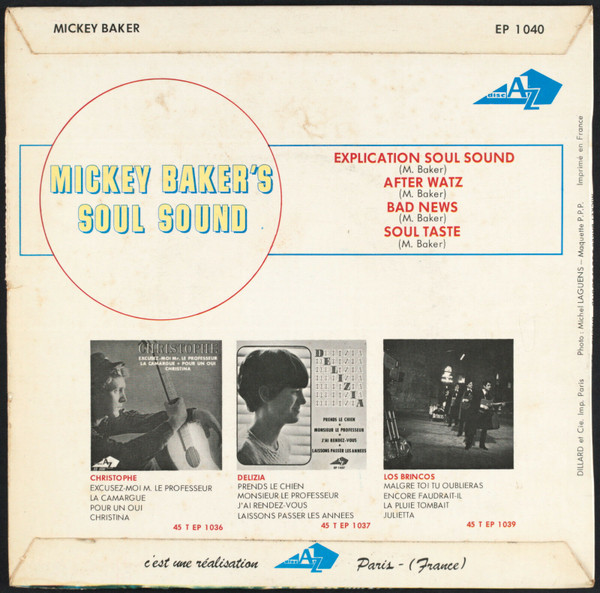 MICKEY BAKER
EP 1040
DISC AZ
MICKEY BAKER'S
SOUL SOUND
EXPLICATION SOUL SOUND
(M. Baker)
AFTER WATZ
(M. Baker)
BAD NEWS
(M. Baker)
SOUL TASTE
(M. Baker)
DILLARD et Cie. Imp. Paris Photo : Michel LAGUENS – Maquette P.P.P. Imprimé en France
CHRISTOPHE
EXCUSEZ-MOI Mr. LE PROFESSEUR
LA CAMARGUE • POUR UN OUI
CHRISTINA
DELIZIA
PRENDS LE CHIEN
MONSIEUR LE PROFESSEUR
J'AI RENDEZ-VOUS
LAISSONS PASSER LES ANNÉES
CHRISTOPHE
EXCUSEZ-MOI M. LE PROFESSEUR
LA CAMARGUE
POUR UN OUI
CHRISTINA
45 T EP 1036
DELIZIA
PRENDS LE CHIEN
MONSIEUR LE PROFESSEUR
J'AI RENDEZ-VOUS
LAISSONS PASSER LES ANNEES
45 T EP 1037
LOS BRINCOS
MALGRE TOI TU OUBLIERAS
ENCORE FAUDRAIT-IL
LA PLUIE TOMBAIT
JULIETTA
45 T EP 1039
c'est une réalisation DISC AZ Paris - (France)